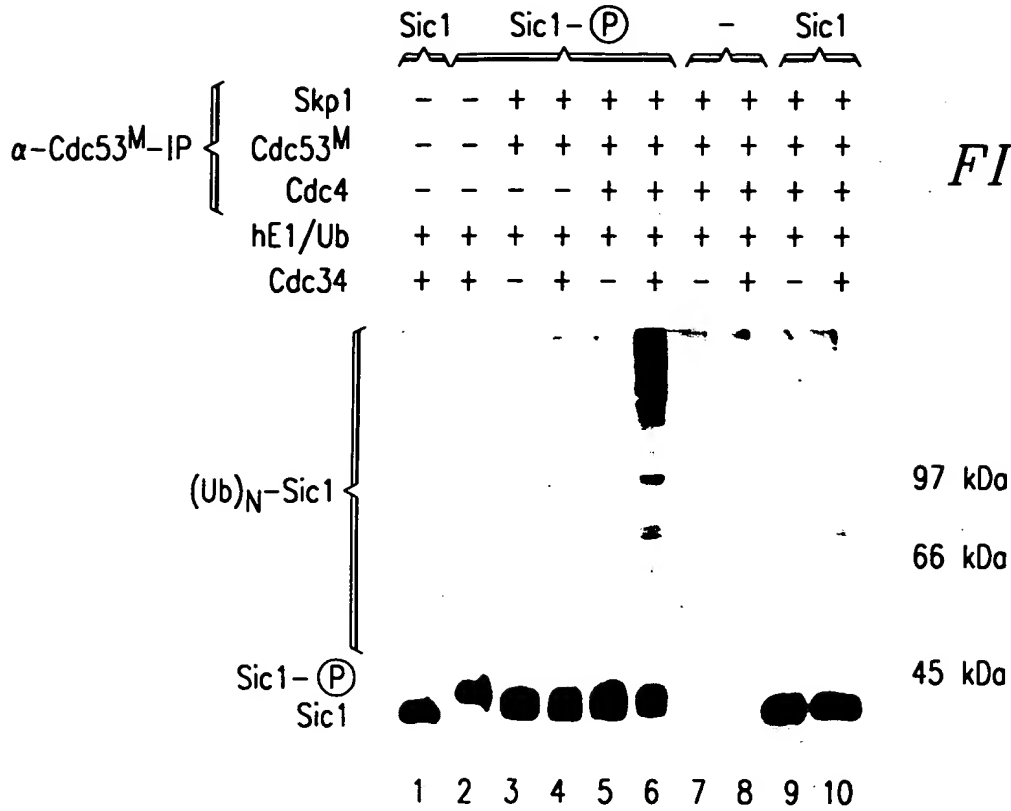 Sic1 Sic1-Ⓟ - Sic1
Skp1 - - + + + + + + + +
α-Cdc53M-IP Cdc53M - - + + + + + + + +
FI
Cdc4 - - - - + + + + + +
hE1/Ub + + + + + + + + + +
Cdc34 + + - + - + - + - +
(Ub)N-Sic1
97 kDa
66 kDa
Sic1-Ⓟ 45 kDa
Sic1
1 2 3 4 5 6 7 8 9 10